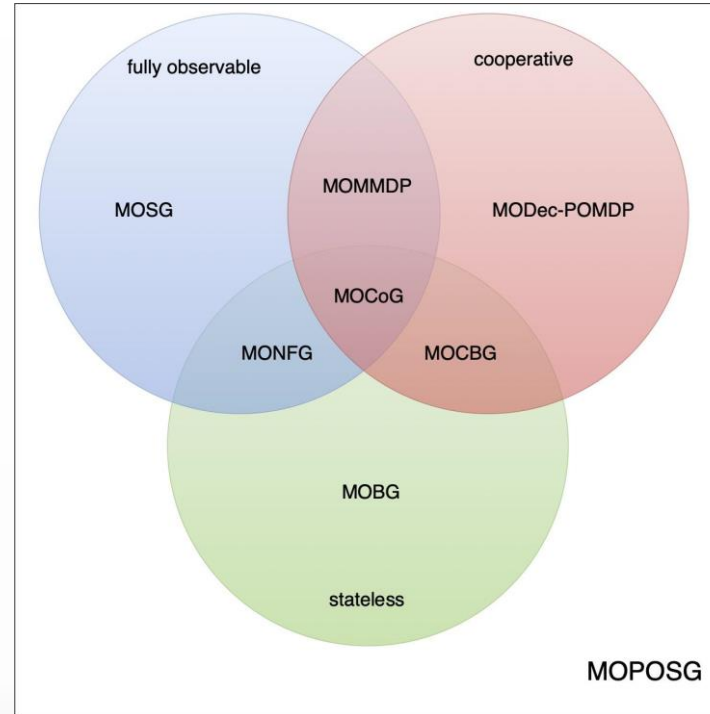 fully observable
cooperative
MOMMDP
MOSG
MODec-POMDP
MOCoG
MONFG
MOCBG
MOBG
stateless
MOPOSG